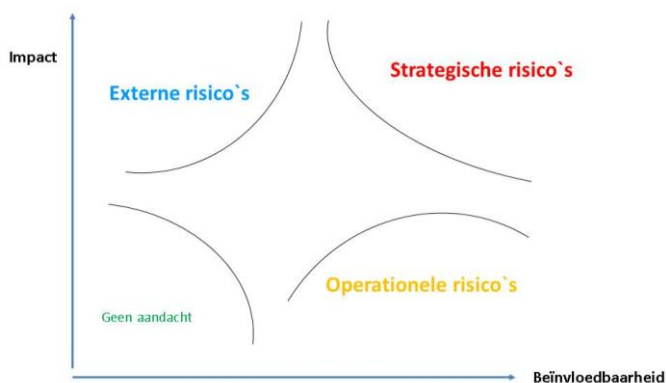 Impact
Strategische risico`s
Externe risico`s
Operationele risico`s
Geen aandacht
Beïnvloedbaarheid